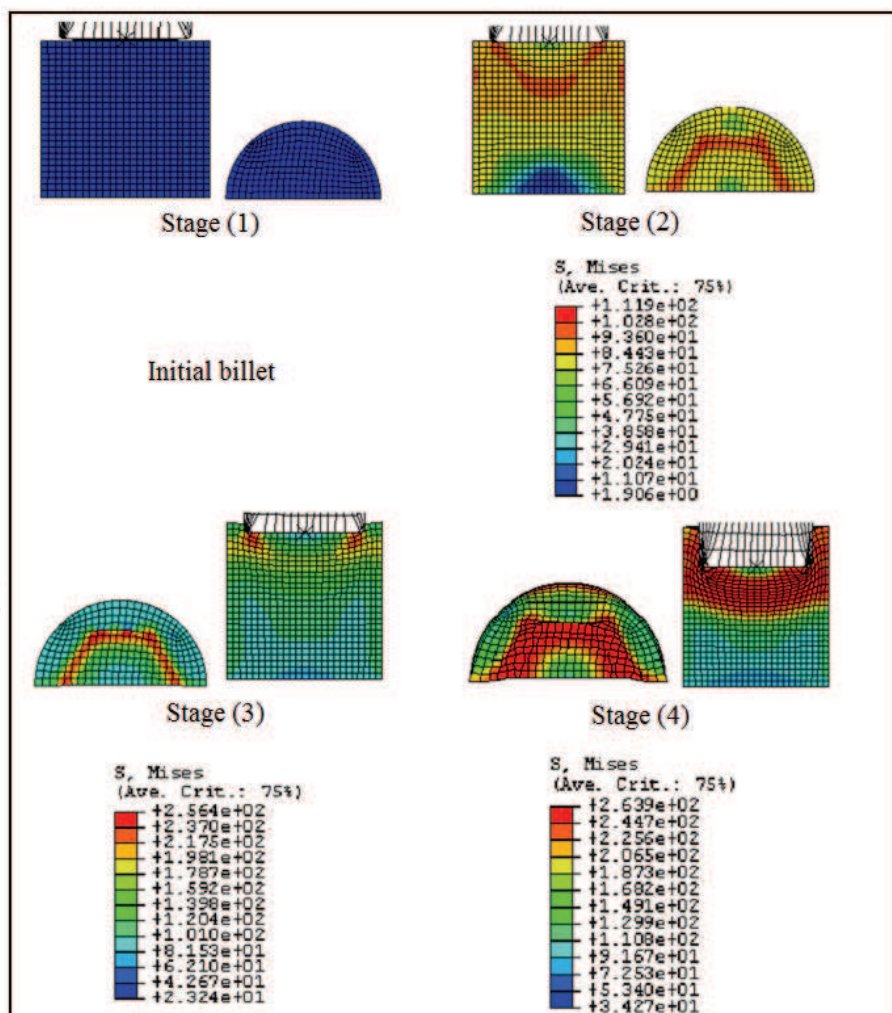 Stage (1)
Stage (2)
Initial billet
S, Mises
(Ave. Crit.: 75%)
+1.119e+02
+1.028e+02
+9.360e+01
+8.443e+01
+7.526e+01
+6.609e+01
+5.692e+01
+4.775e+01
+3.858e+01
+2.941e+01
+2.024e+01
+1.107e+01
+1.906e+00
Stage (3)
Stage (4)
S, Mises
(Ave. Crit.: 75%)
+2.564e+02
+2.370e+02
+2.175e+02
+1.981e+02
+1.787e+02
+1.592e+02
+1.398e+02
+1.204e+02
+1.010e+02
+8.153e+01
+6.210e+01
+4.267e+01
+2.324e+01
S, Mises
(Ave. Crit.: 75%)
+2.639e+02
+2.447e+02
+2.256e+02
+2.065e+02
+1.873e+02
+1.682e+02
+1.491e+02
+1.299e+02
+1.108e+02
+9.167e+01
+7.253e+01
+5.340e+01
+3.427e+01